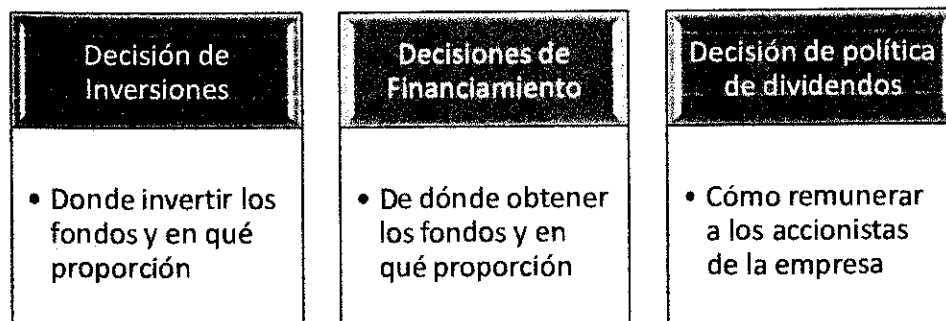 Decisión de
Inversiones
• Donde invertir los
fondos y en qué
proporción
Decisiones de
Financiamiento
• De dónde obtener
los fondos y en
qué proporción
Decisión de política
de dividendos
• Cómo remunerar
a los accionistas
de la empresa